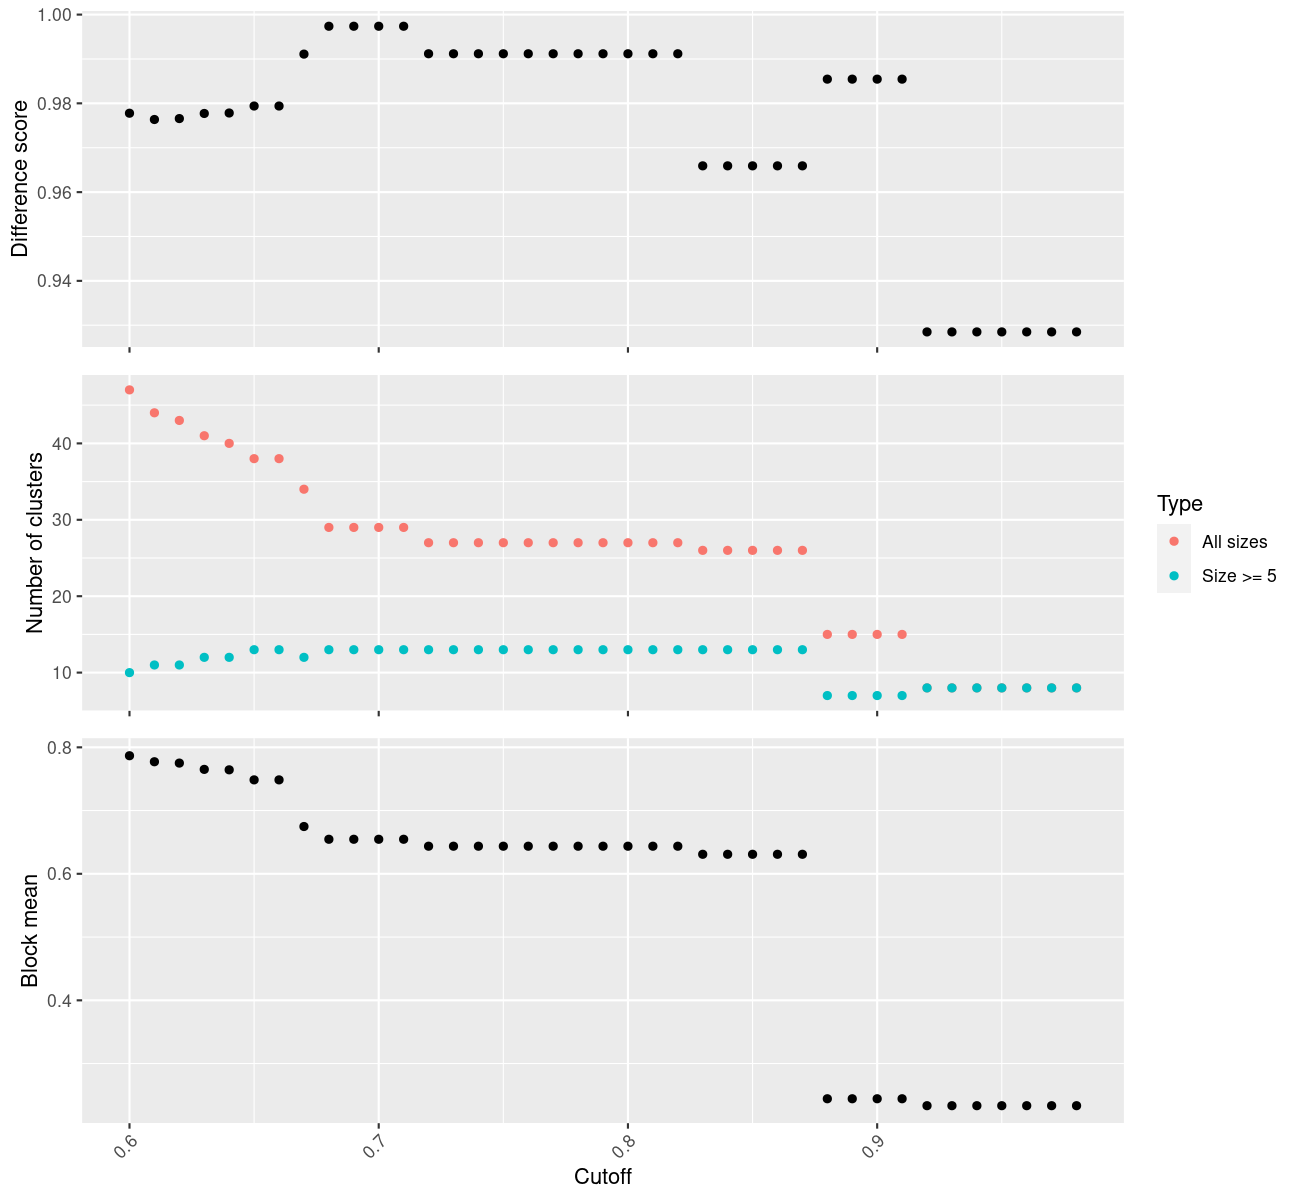 1.00
0.98
0.96
0.94
Difference score
40
30
20
10
Number of clusters
Type
All sizes
Size >= 5
0.8
0.6
0.4
Block mean
0.6
0.7
0.8
0.9
Cutoff